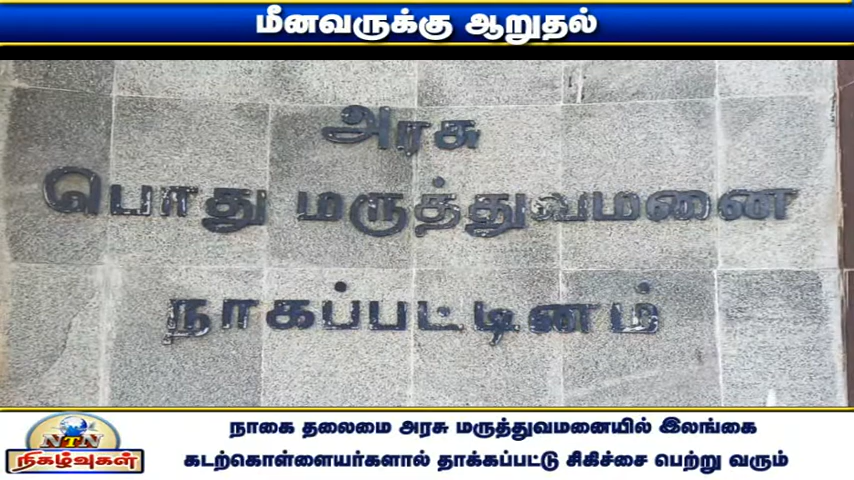 மீனவருக்கு ஆறுதல்
அரசு
பொது மருத்துவமனை
நாகப்பட்டினம்
NTN
நிகழ்வுகள்
நாகை தலைமை அரசு மருத்துவமனையில் இலங்கை
கடற்கொள்ளையர்களால் தாக்கப்பட்டு சிகிச்சை பெற்று வரும்